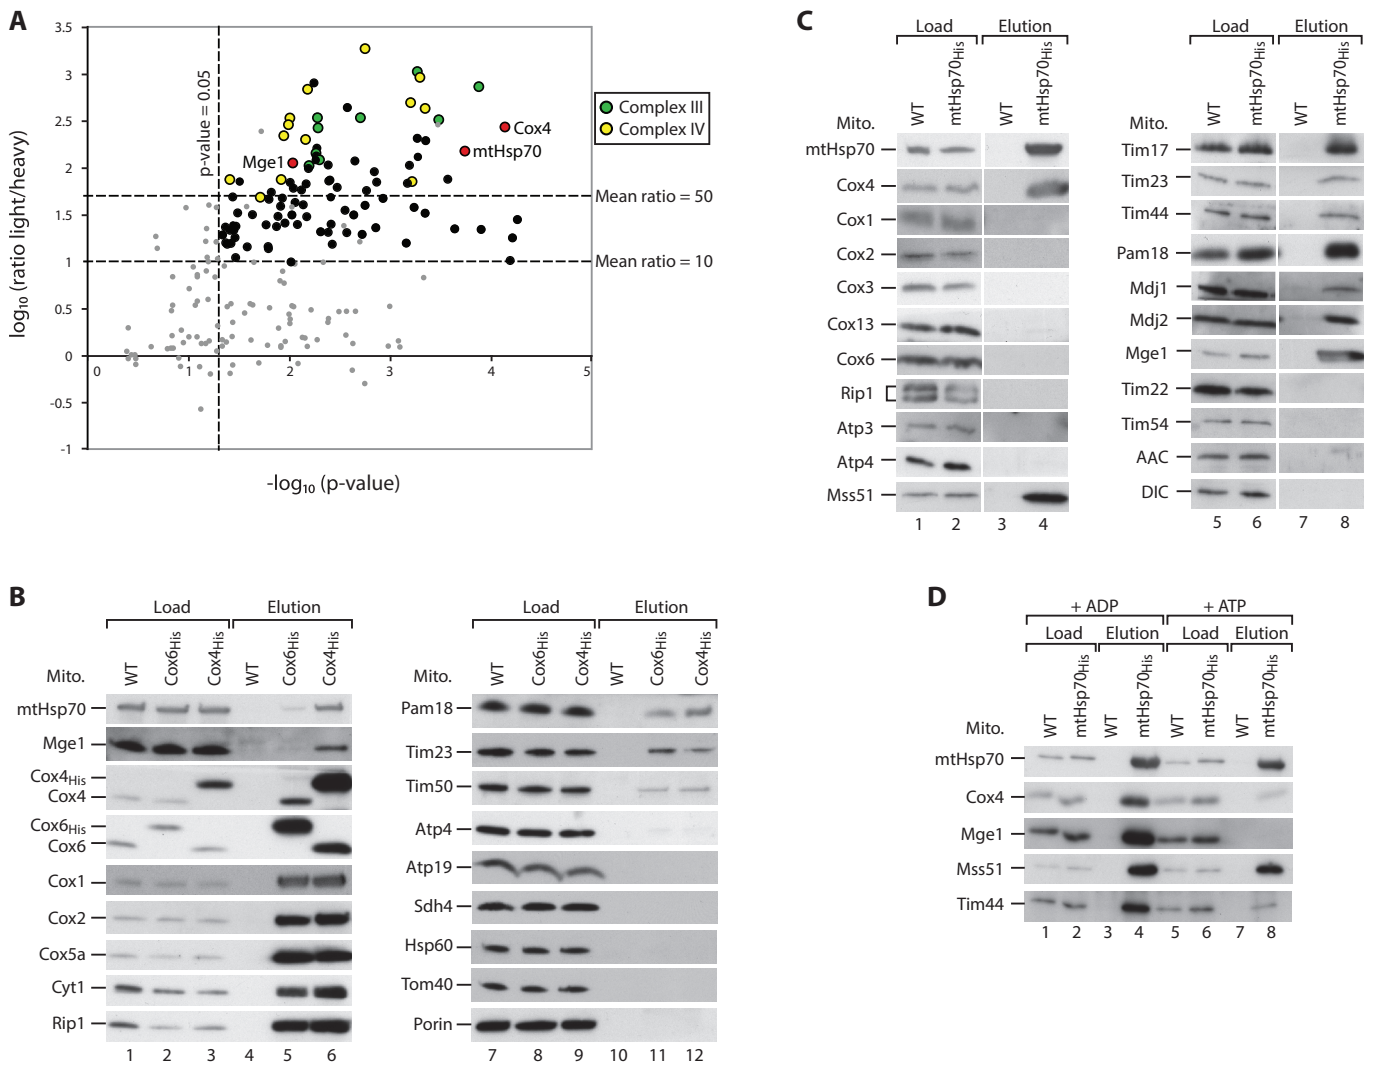 A
3.5
3
2.5
2
1.5
1
0.5
0
-0.5
-1
log10 (ratio light/heavy)
p-value = 0.05
Complex III
Complex IV
Cox4
mtHsp70
Mge1
Mean ratio = 50
Mean ratio = 10
0 1 2 3 4 5
-log10 (p-value)
B
Load Elution
Mito. WT Cox6His Cox4His WT Cox6His Cox4His
mtHsp70
Mge1
Cox4His
Cox4
Cox6His
Cox6
Cox1
Cox2
Cox5a
Cyt1
Rip1
1 2 3 4 5 6
Load Elution
Mito. WT Cox6His Cox4His WT Cox6His Cox4His
Pam18
Tim23
Tim50
Atp4
Atp19
Sdh4
Hsp60
Tom40
Porin
7 8 9 10 11 12
C
Load Elution
Mito. WT mtHsp70His WT mtHsp70His
mtHsp70
Cox4
Cox1
Cox2
Cox3
Cox13
Cox6
Rip1
Atp3
Atp4
Mss51
1 2 3 4
Load Elution
Mito. WT mtHsp70His WT mtHsp70His
Tim17
Tim23
Tim44
Pam18
Mdj1
Mdj2
Mge1
Tim22
Tim54
AAC
DIC
5 6 7 8
D
+ ADP + ATP
Load Elution Load Elution
Mito. WT mtHsp70His WT mtHsp70His WT mtHsp70His WT mtHsp70His
mtHsp70
Cox4
Mge1
Mss51
Tim44
1 2 3 4 5 6 7 8